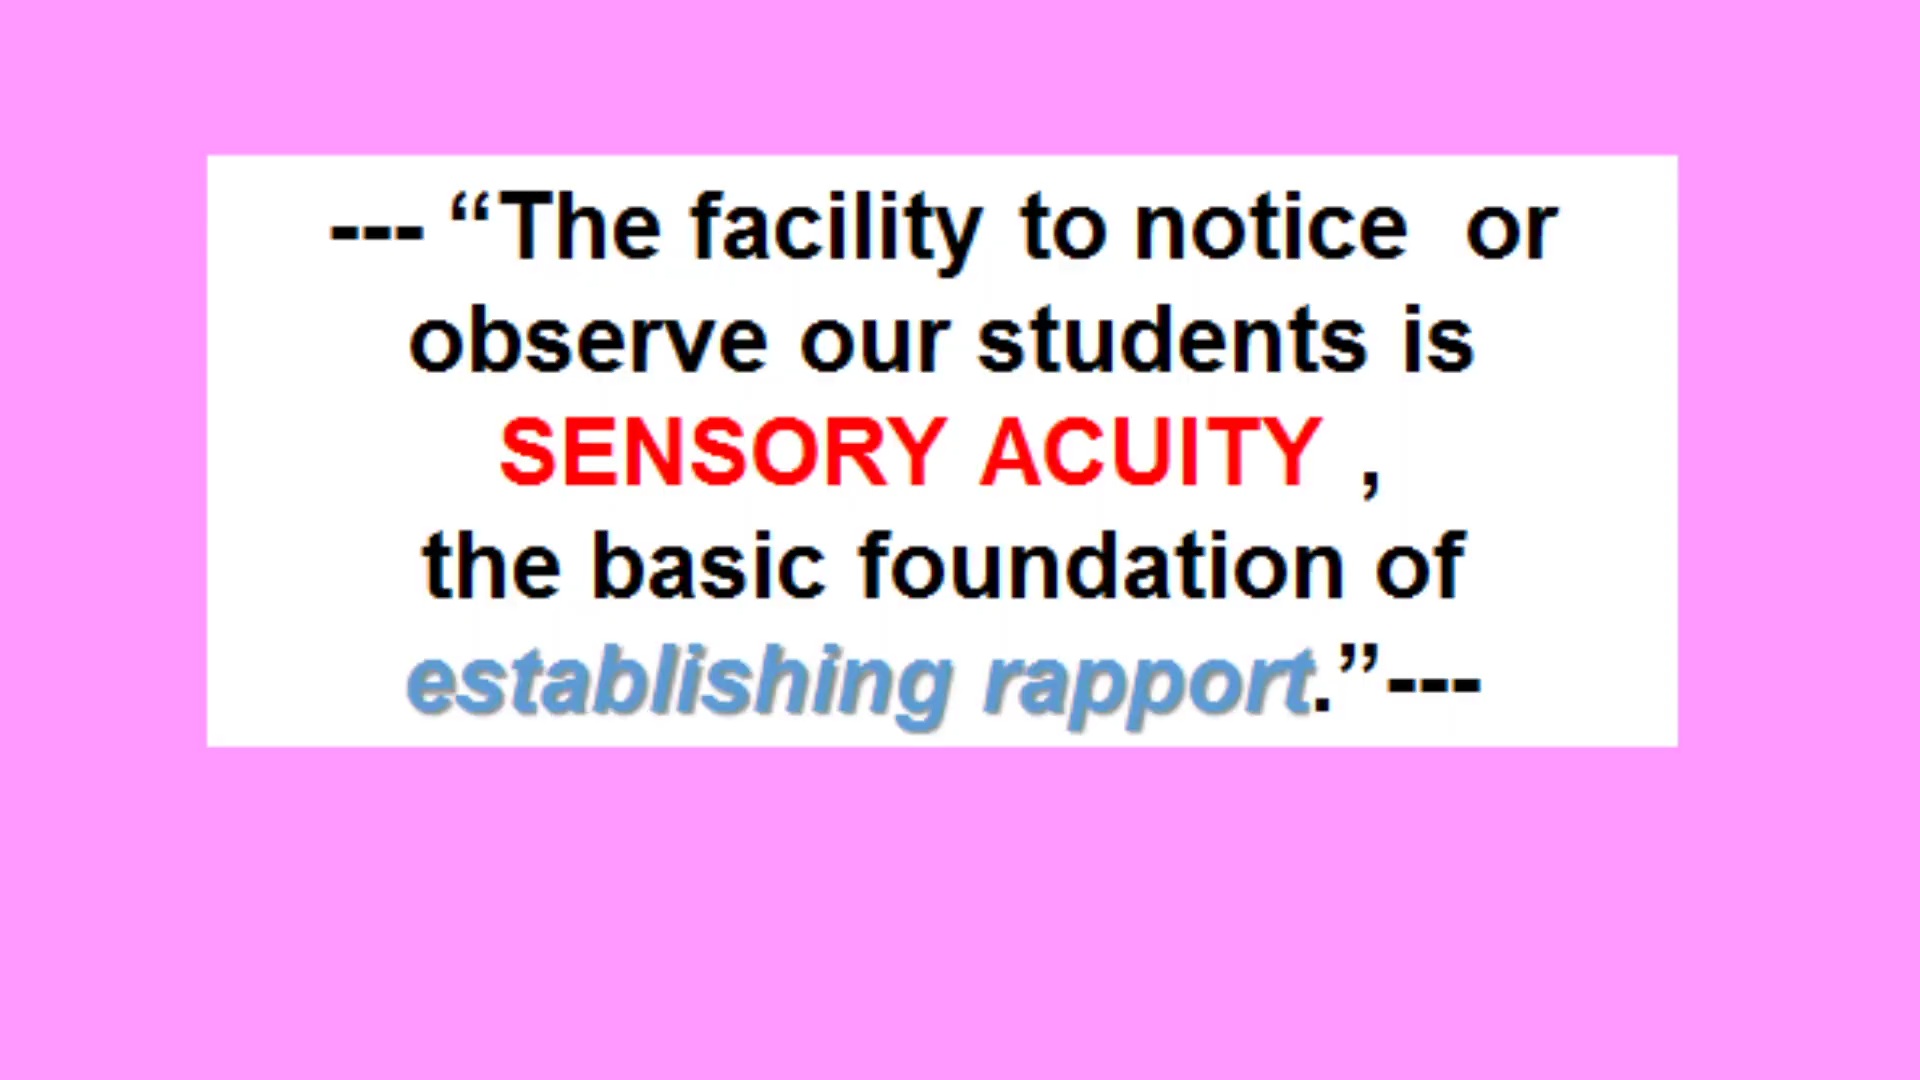 --- “The facility to notice  or
observe our students is
SENSORY ACUITY ,
the basic foundation of
establishing rapport.”---